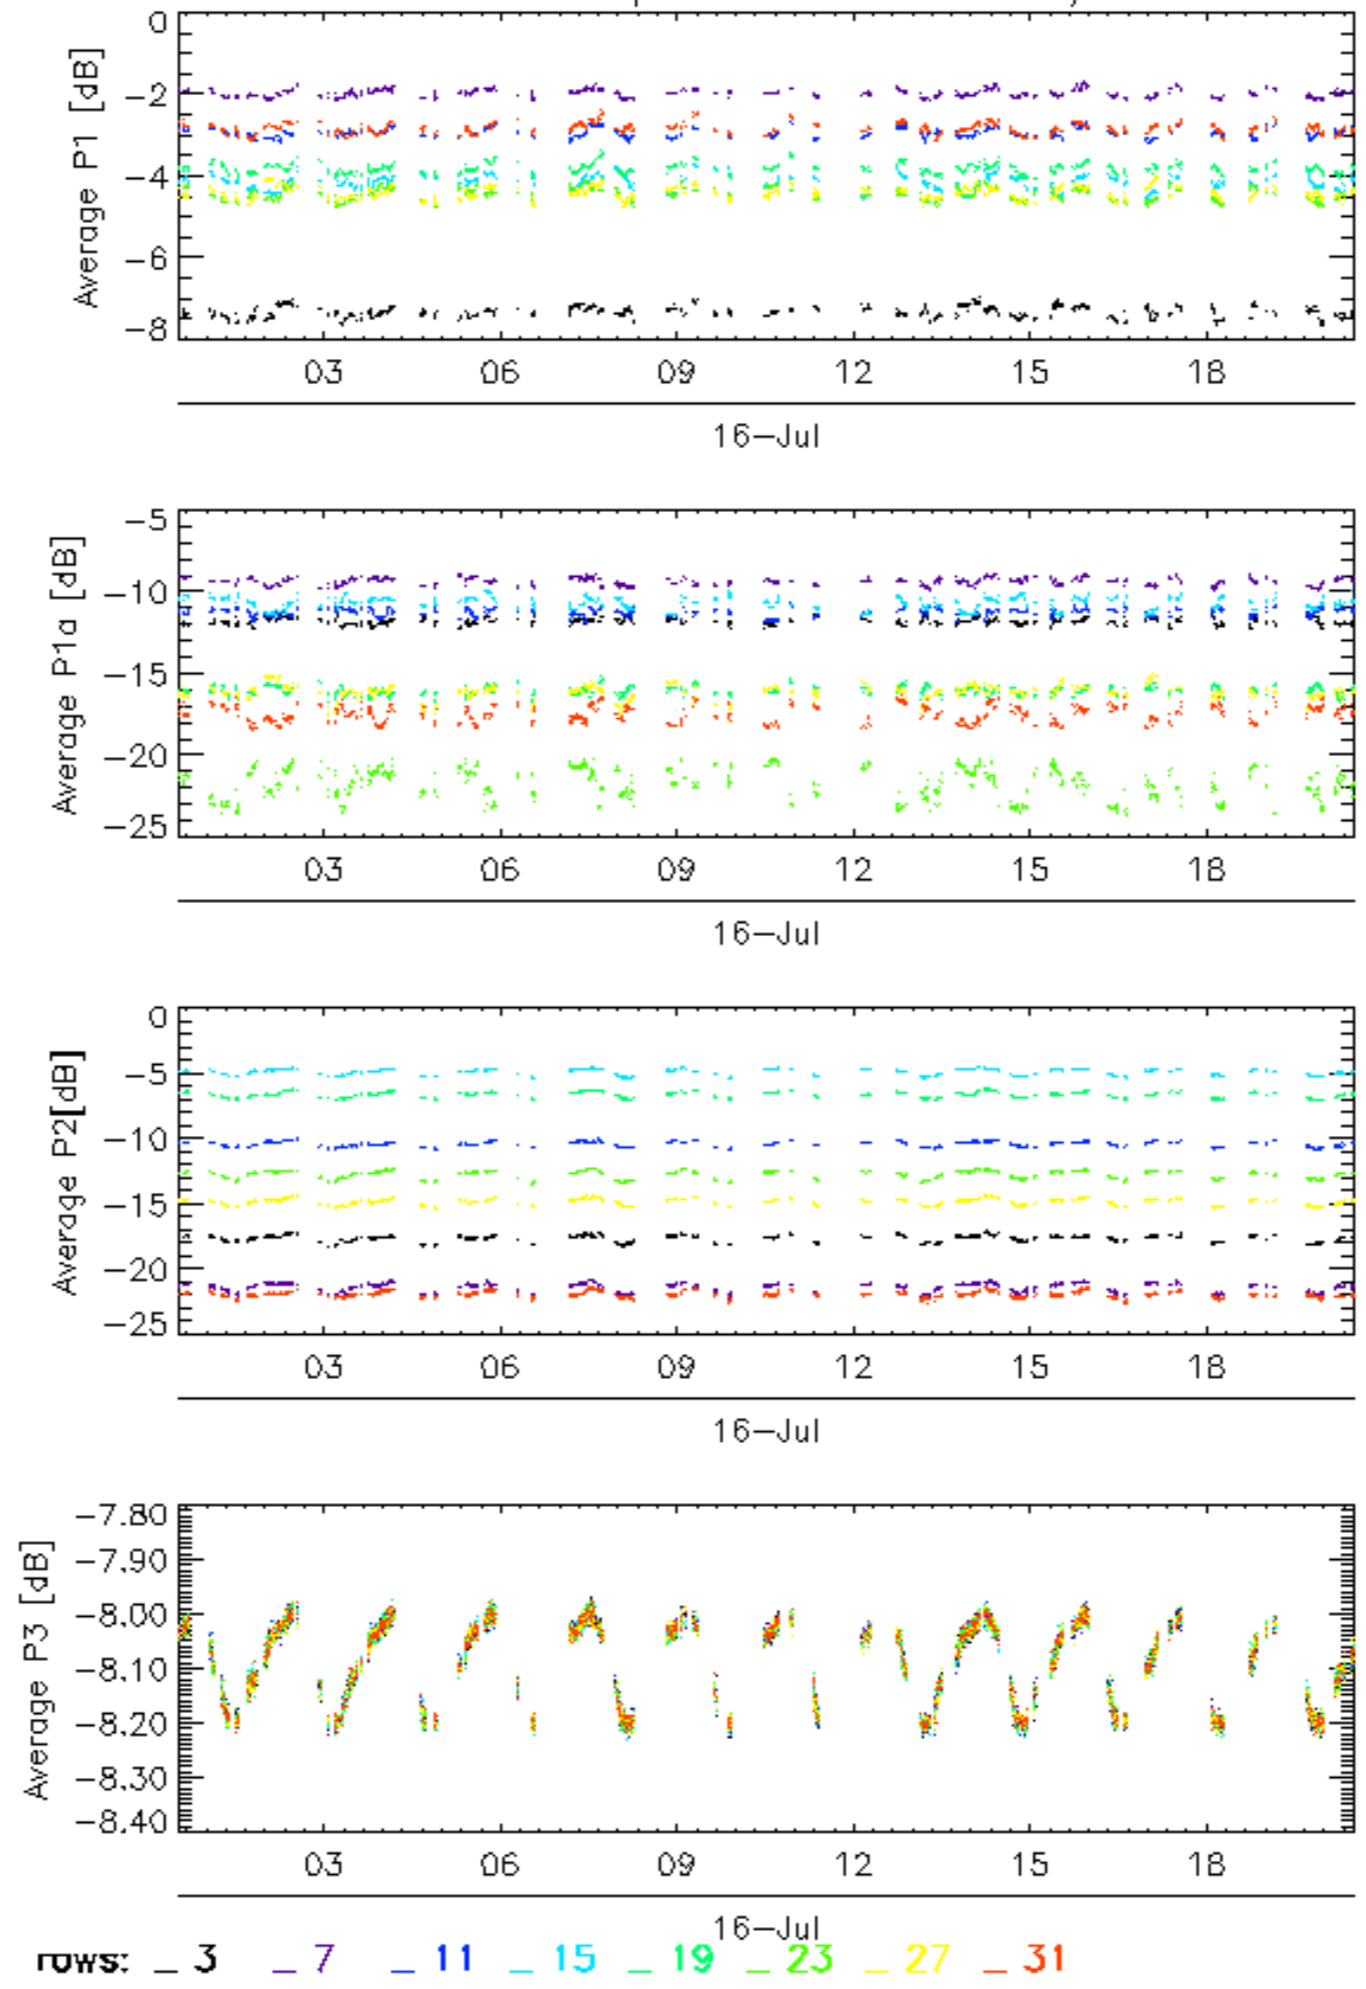 Average P1 [dB]
0
−2
−4
−6
−8
03 06 09 12 15 18
16−Jul
Average P1a [dB]
−5
−10
−15
−20
−25
03 06 09 12 15 18
16−Jul
Average P2[dB]
0
−5
−10
−15
−20
−25
03 06 09 12 15 18
16−Jul
Average P3 [dB]
−7.80
−7.90
−8.00
−8.10
−8.20
−8.30
−8.40
03 06 09 12 15 18
16−Jul
rows: _ 3 _ 7 _ 11 _ 15 _ 19 _ 23 _ 27 _ 31